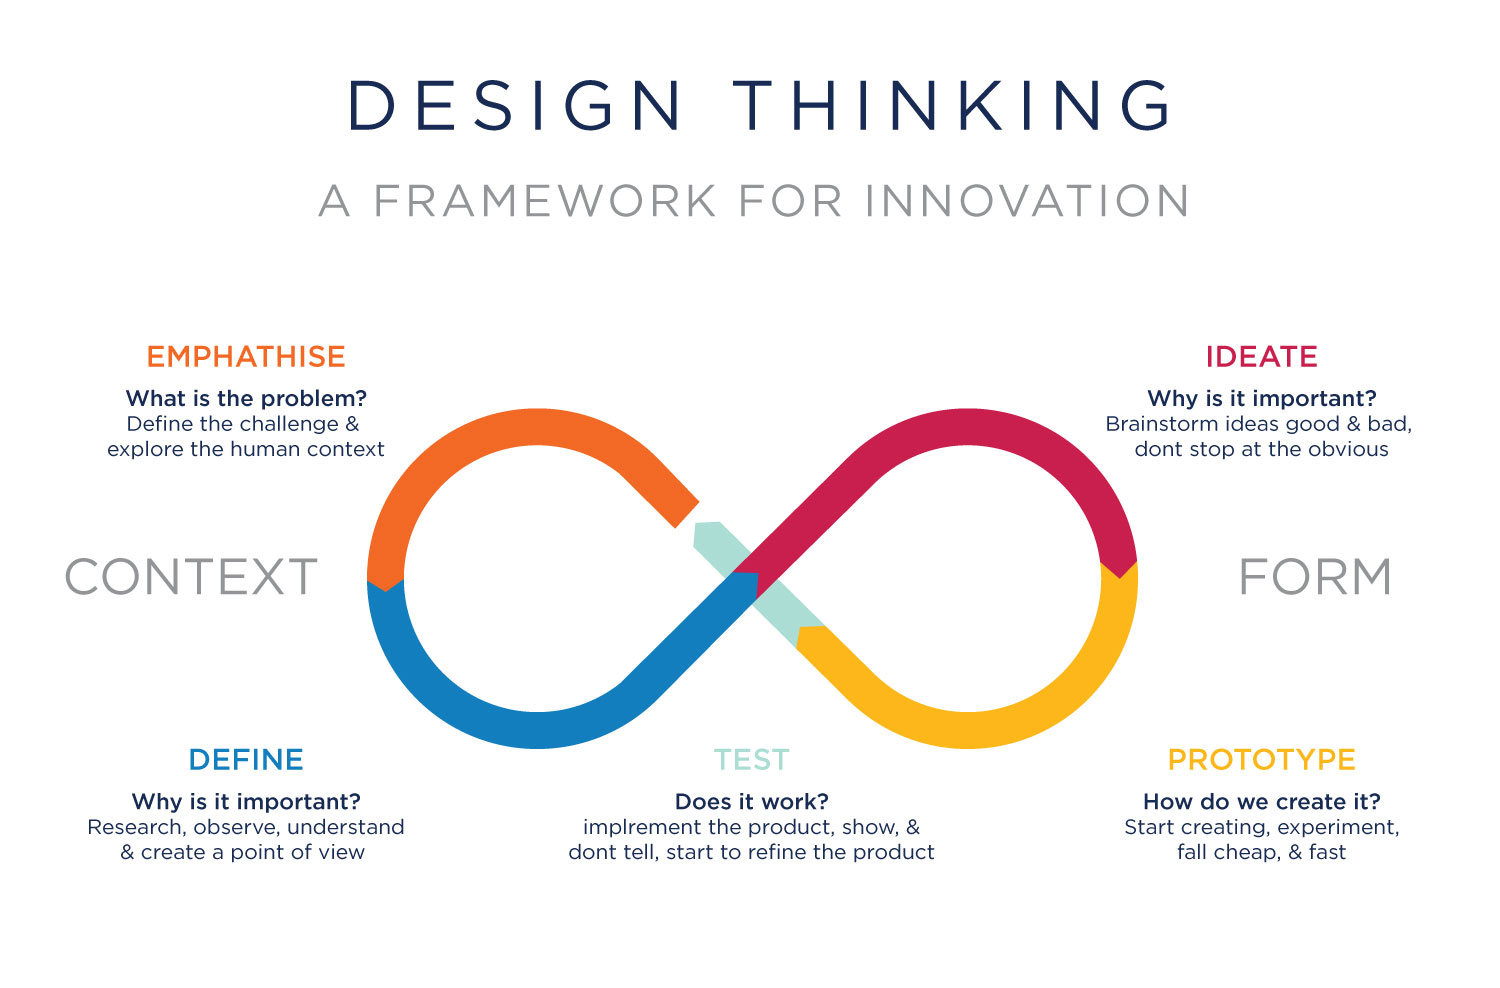 DESIGN THINKING
A FRAMEWORK FOR INNOVATION
EMPHATHISE
What is the problem?
Define the challenge &
explore the human context
IDEATE
Why is it important?
Brainstorm ideas good & bad,
dont stop at the obvious
CONTEXT
FORM
DEFINE
Why is it important?
Research, observe, understand
& create a point of view
TEST
Does it work?
implrement the product, show, &
dont tell, start to refine the product
PROTOTYPE
How do we create it?
Start creating, experiment,
fall cheap, & fast